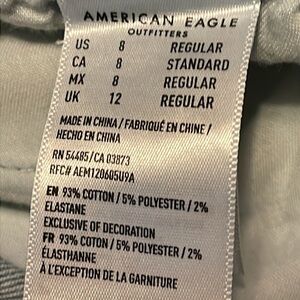 AMERICAN EAGLE
OUTFITTERS
US 8 REGULAR
CA 8 STANDARD
MX 8 REGULAR
UK 12 REGULAR
MADE IN CHINA / FABRIQUÉ EN CHINE /
HECHO EN CHINA
RN 54485/CA 03873
RFC# AEM120605U9A
EN 93% COTTON / 5% POLYESTER / 2%
ELASTANE
EXCLUSIVE OF DECORATION
FR 93% COTON / 5% POLYESTER / 2%
ÉLASTHANNE
À L'EXCEPTION DE LA GARNITURE